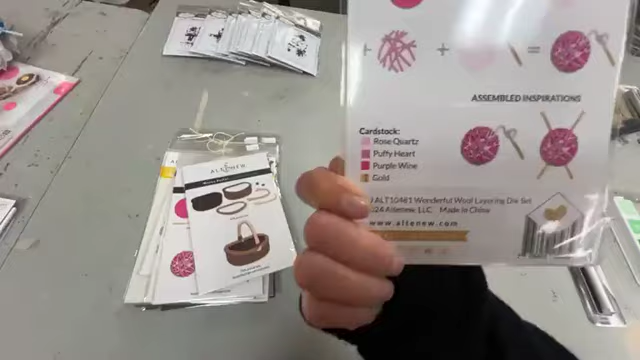 ASSEMBLED INSPIRATIONS
Cardstock:
Rose Quartz
Puffy Heart
Purple Wine
Gold
Wonderful Wool Layering Die Set
Altenew, LLC Made in China
www.altenew.com
ALTENEW